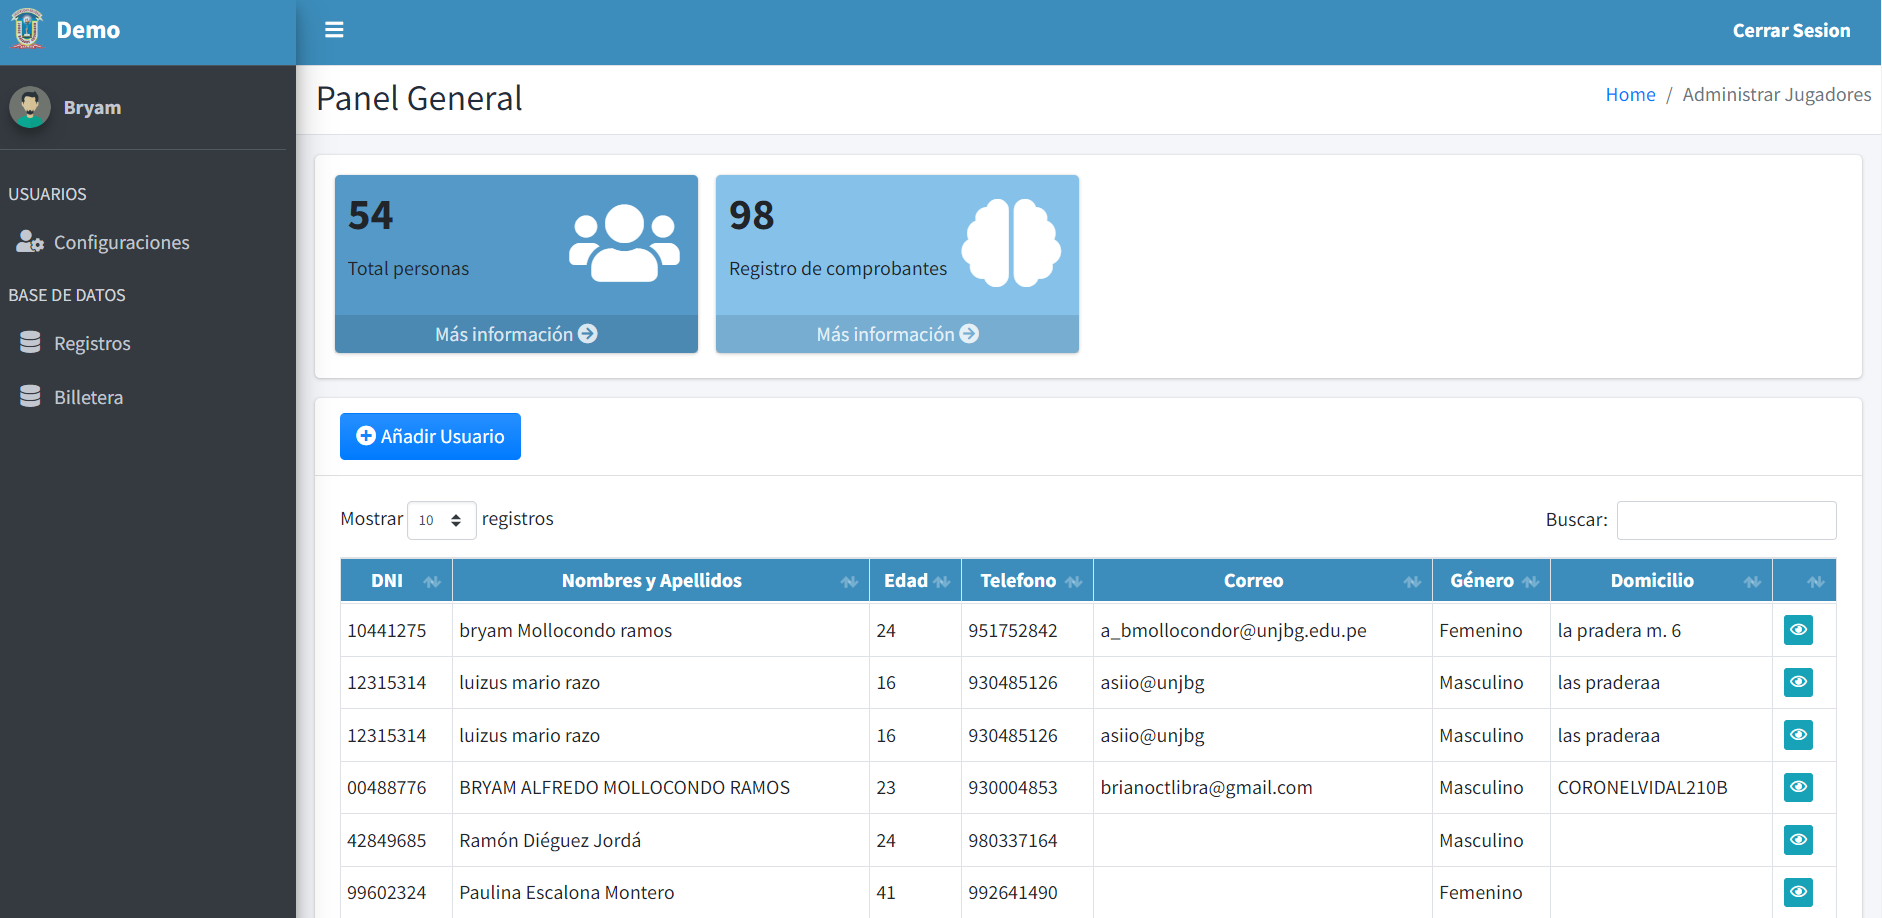 Demo
Cerrar Sesion
Bryam
Panel General
Home / Administrar Jugadores
USUARIOS
Configuraciones
BASE DE DATOS
Registros
Billetera
54
Total personas
Más información
98
Registro de comprobantes
Más información
Añadir Usuario
Mostrar 10 registros
Buscar:
DNI Nombres y Apellidos Edad Telefono Correo Género Domicilio
10441275 bryam Mollocondo ramos 24 951752842 a_bmollocondor@unjbg.edu.pe Femenino la pradera m. 6
12315314 luizus mario razo 16 930485126 asiio@unjbg Masculino las praderaa
12315314 luizus mario razo 16 930485126 asiio@unjbg Masculino las praderaa
00488776 BRYAM ALFREDO MOLLOCONDO RAMOS 23 930004853 brianoctlibra@gmail.com Masculino CORONELVIDAL210B
42849685 Ramón Diéguez Jordá 24 980337164 Masculino
99602324 Paulina Escalona Montero 41 992641490 Femenino